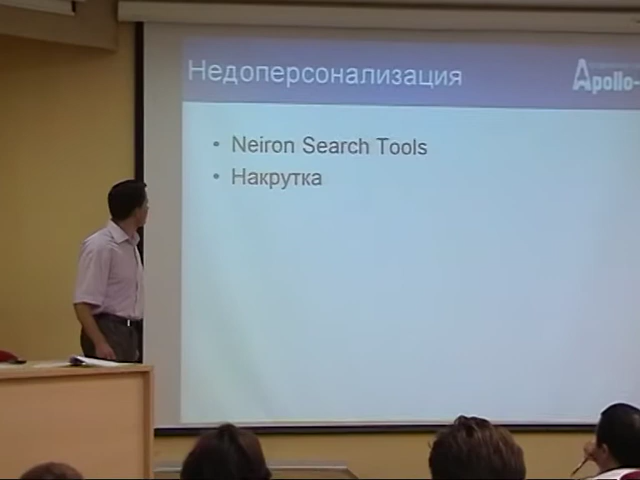 Недоперсонализация
Apollo-
• Neiron Search Tools
• Накрутка